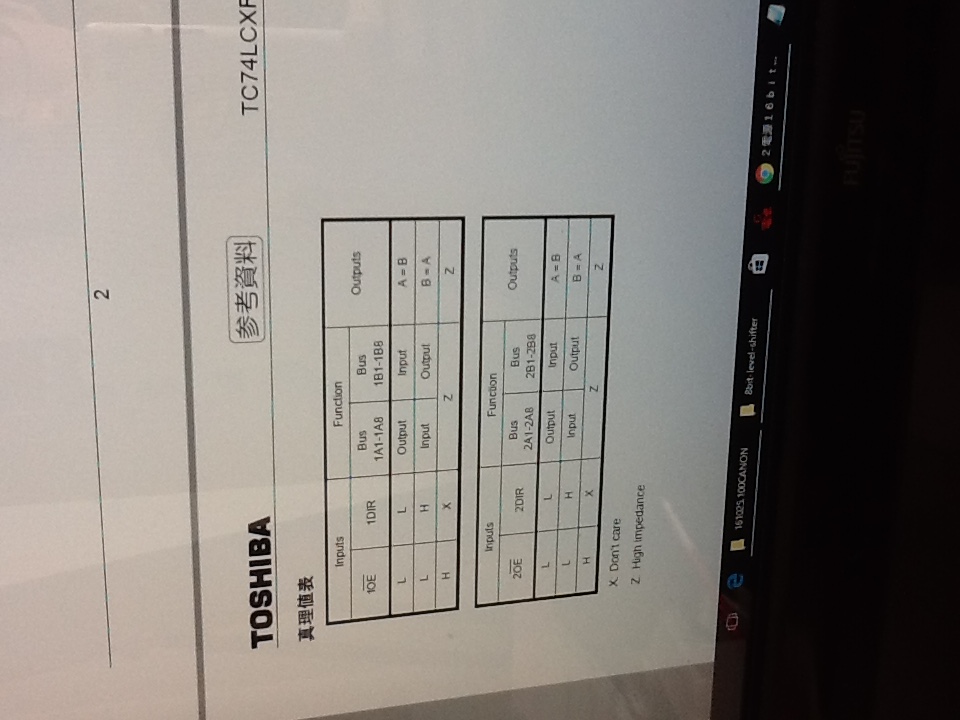 2
TOSHIBA 参考資料 TC74LCXF
真理値表
Inputs Function Outputs
1OE 1DIR Bus 1A1-1A8 Bus 1B1-1B8
L L Output Input A = B
L H Input Output B = A
H X Z Z
Inputs Function Outputs
2OE 2DIR Bus 2A1-2A8 Bus 2B1-2B8
L L Output Input A = B
L H Input Output B = A
H X Z Z
X: Don't care
Z: High impedance
161025.100CANON 8bit-level-shifter 2電源16bit...
FUJITSU